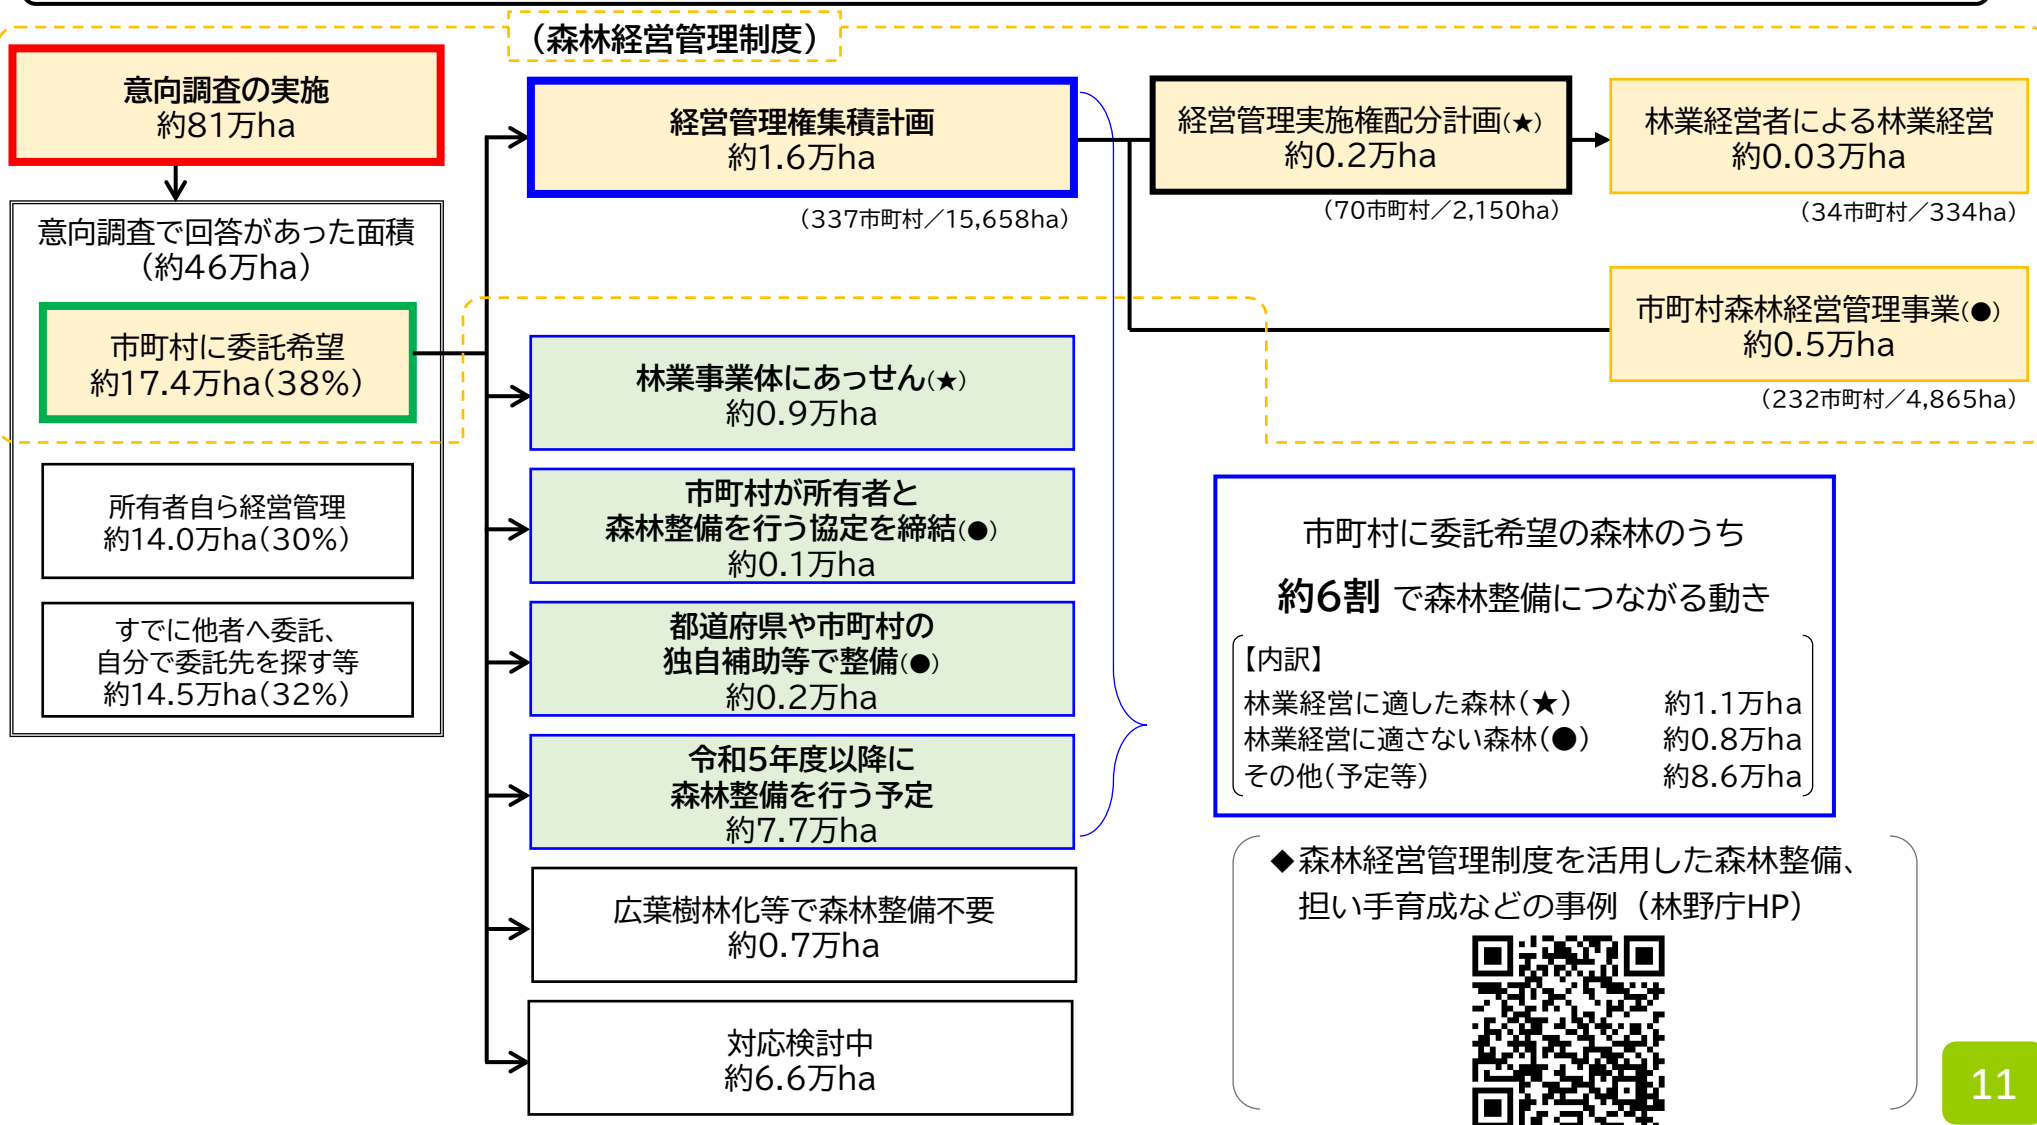 （森林経営管理制度）
意向調査の実施
約81万ha
意向調査で回答があった面積
（約46万ha）
市町村に委託希望
約17.4万ha(38%)
所有者自ら経営管理
約14.0万ha(30%)
すでに他者へ委託、
自分で委託先を探す等
約14.5万ha(32%)
経営管理権集積計画
約1.6万ha
（337市町村／15,658ha）
林業事業体にあっせん(★)
約0.9万ha
市町村が所有者と
森林整備を行う協定を締結(●)
約0.1万ha
都道府県や市町村の
独自補助等で整備(●)
約0.2万ha
令和5年度以降に
森林整備を行う予定
約7.7万ha
広葉樹林化等で森林整備不要
約0.7万ha
対応検討中
約6.6万ha
経営管理実施権配分計画(★)
約0.2万ha
（70市町村／2,150ha）
林業経営者による林業経営
約0.03万ha
（34市町村／334ha）
市町村森林経営管理事業(●)
約0.5万ha
（232市町村／4,865ha）
市町村に委託希望の森林のうち
約6割 で森林整備につながる動き
【内訳】
林業経営に適した森林(★) 約1.1万ha
林業経営に適さない森林(●) 約0.8万ha
その他(予定等) 約8.6万ha
◆森林経営管理制度を活用した森林整備、
担い手育成などの事例（林野庁HP）
11